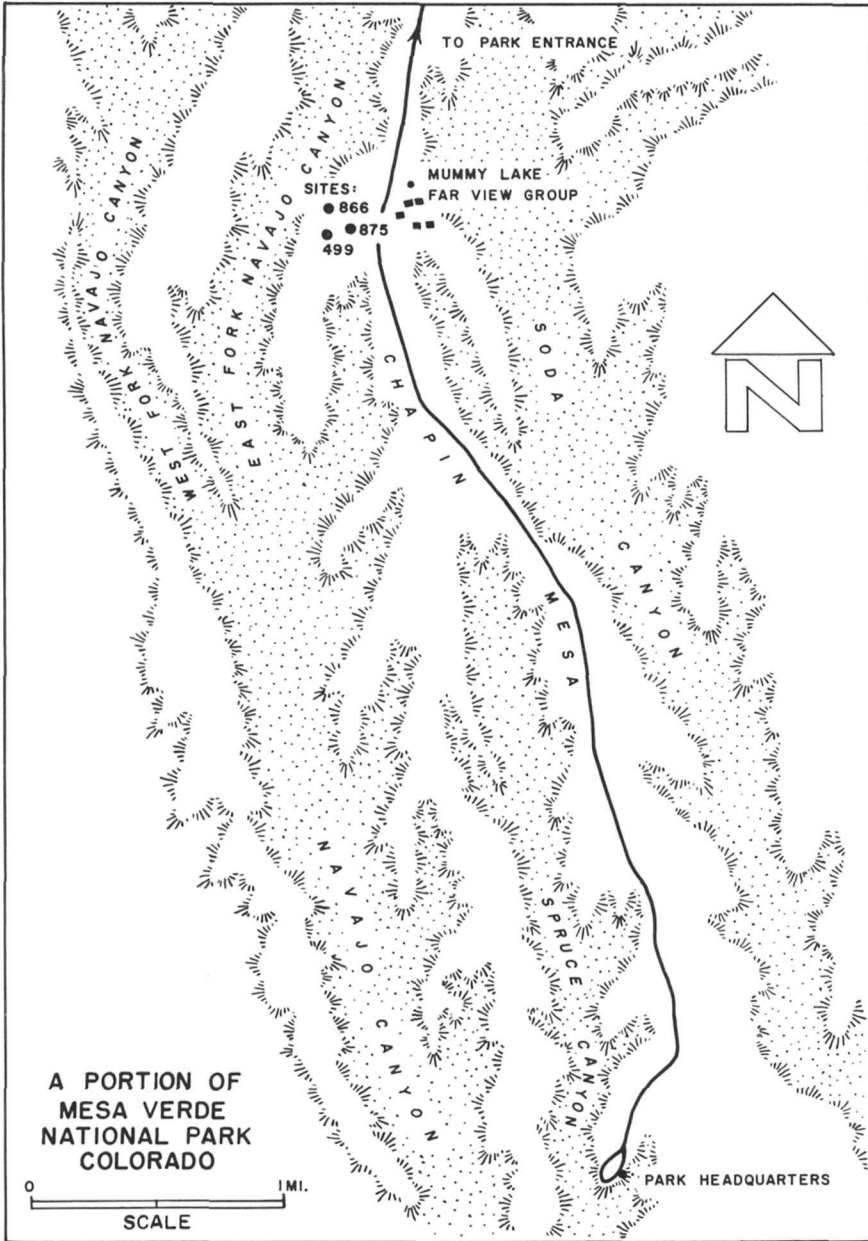 TO PARK ENTRANCE
WEST FORK NAVAJO CANYON
EAST FORK NAVAJO CANYON
SITES:
866
875
499
MUMMY LAKE
FAR VIEW GROUP
N
SODA CANYON
CHAPIN MESA
NAVAJO CANYON
SPRUCE CANYON
PARK HEADQUARTERS
A PORTION OF
MESA VERDE
NATIONAL PARK
COLORADO
0 1 MI.
SCALE